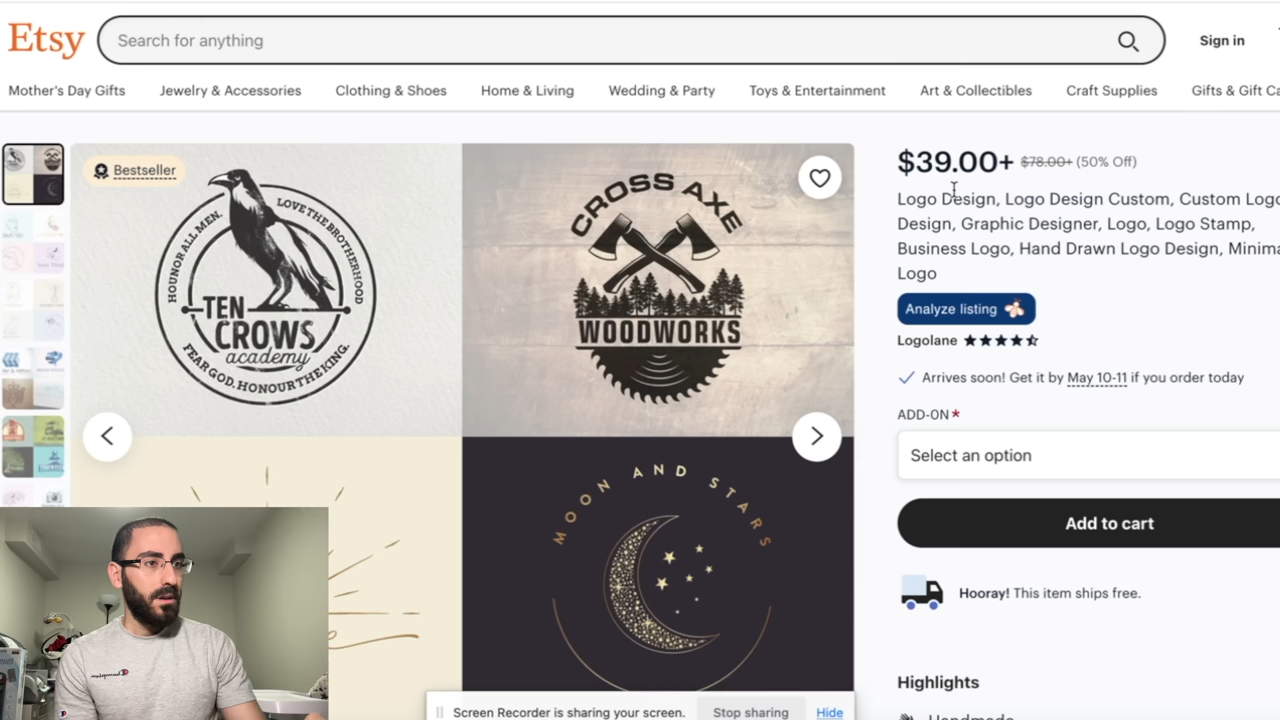 Etsy
Search for anything
Sign in
Mother's Day Gifts
Jewelry & Accessories
Clothing & Shoes
Home & Living
Wedding & Party
Toys & Entertainment
Art & Collectibles
Craft Supplies
Gifts & Gift Ca
Bestseller
HOUNOR ALL MEN.
LOVE THE BROTHERHOOD
TEN
CROWS
academy
FEAR GOD. HONOUR THE KING.
CROSS AXE
WOODWORKS
MOON AND STARS
$39.00+ $78.00+ (50% Off)
Logo Design, Logo Design Custom, Custom Logo
Design, Graphic Designer, Logo, Logo Stamp,
Business Logo, Hand Drawn Logo Design, Minima
Logo
Analyze listing
Logolane
Arrives soon! Get it by May 10-11 if you order today
ADD-ON*
Select an option
Add to cart
Hooray! This item ships free.
Highlights
Handmade
Screen Recorder is sharing your screen.
Stop sharing
Hide